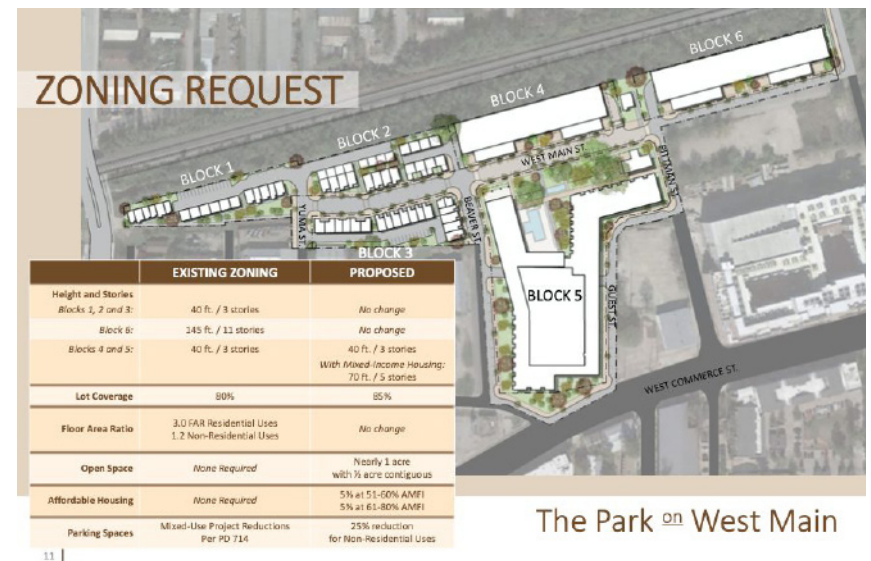 ZONING REQUEST
BLOCK 6
BLOCK 4
BLOCK 2
BLOCK 1
WEST MAIN ST.
PITTMAN ST.
YUMA ST.
BEAVER ST.
BLOCK 3
BLOCK 5
GUEST ST.
WEST COMMERCE ST.
EXISTING ZONING PROPOSED
Height and Stories
Blocks 1, 2 and 3: 40 ft. / 3 stories No change
Block 6: 145 ft. / 11 stories No change
Blocks 4 and 5: 40 ft. / 3 stories 40 ft. / 3 stories
With Mixed-Income Housing:
70 ft. / 5 stories
Lot Coverage 80% 85%
Floor Area Ratio 3.0 FAR Residential Uses No change
1.2 Non-Residential Uses
Open Space None Required Nearly 1 acre
with ½ acre contiguous
Affordable Housing None Required 5% at 51-60% AMFI
5% at 61-80% AMFI
Parking Spaces Mixed-Use Project Reductions 25% reduction
Per PD 714 for Non-Residential Uses
The Park on West Main
11 |